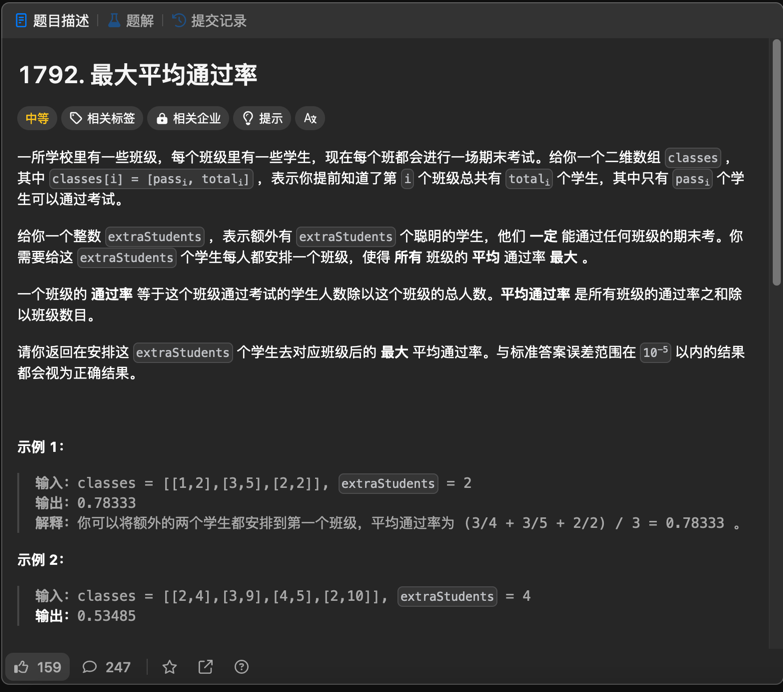 题目描述 题解 提交记录
1792. 最大平均通过率
中等 相关标签 相关企业 提示
一所学校里有一些班级，每个班级里有一些学生，现在每个班都会进行一场期末考试。给你一个二维数组 classes ，
其中 classes[i] = [passᵢ, totalᵢ] ，表示你提前知道了第 i 个班级总共有 totalᵢ 个学生，其中只有 passᵢ 个学
生可以通过考试。
给你一个整数 extraStudents ，表示额外有 extraStudents 个聪明的学生，他们 一定 能通过任何班级的期末考。你
需要给这 extraStudents 个学生每人都安排一个班级，使得 所有 班级的 平均 通过率 最大 。
一个班级的 通过率 等于这个班级通过考试的学生人数除以这个班级的总人数。平均通过率 是所有班级的通过率之和除
以班级数目。
请你返回在安排这 extraStudents 个学生去对应班级后的 最大 平均通过率。与标准答案误差范围在 10⁻⁵ 以内的结果
都会视为正确结果。
示例 1：
输入：classes = [[1,2],[3,5],[2,2]], extraStudents = 2
输出：0.78333
解释：你可以将额外的两个学生都安排到第一个班级，平均通过率为 (3/4 + 3/5 + 2/2) / 3 = 0.78333 。
示例 2：
输入：classes = [[2,4],[3,9],[4,5],[2,10]], extraStudents = 4
输出：0.53485
159 247